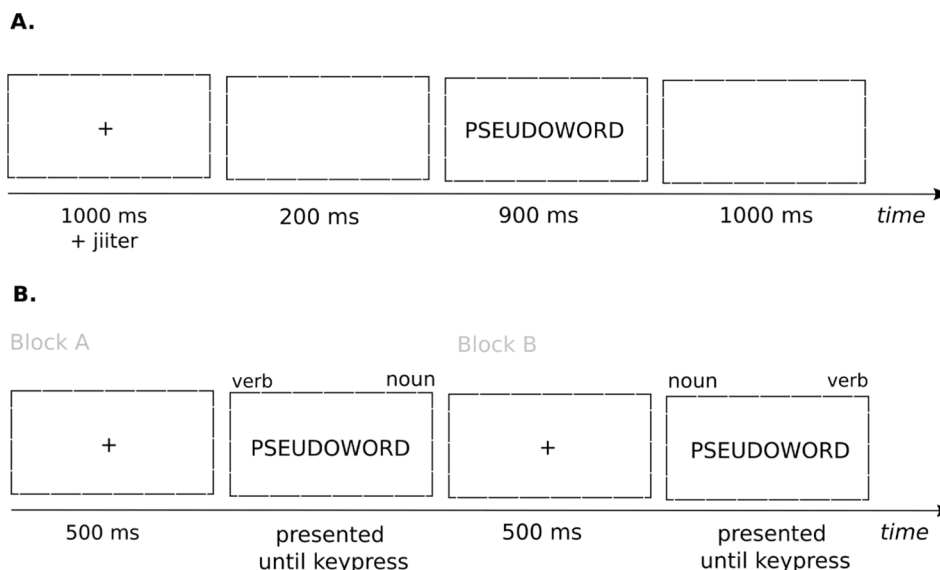 A.
+
PSEUDOWORD
1000 ms
+ jiiter
200 ms
900 ms
1000 ms
time
B.
Block A
Block B
verb
noun
noun
verb
+
PSEUDOWORD
+
PSEUDOWORD
500 ms
presented
until keypress
500 ms
presented
until keypress
time